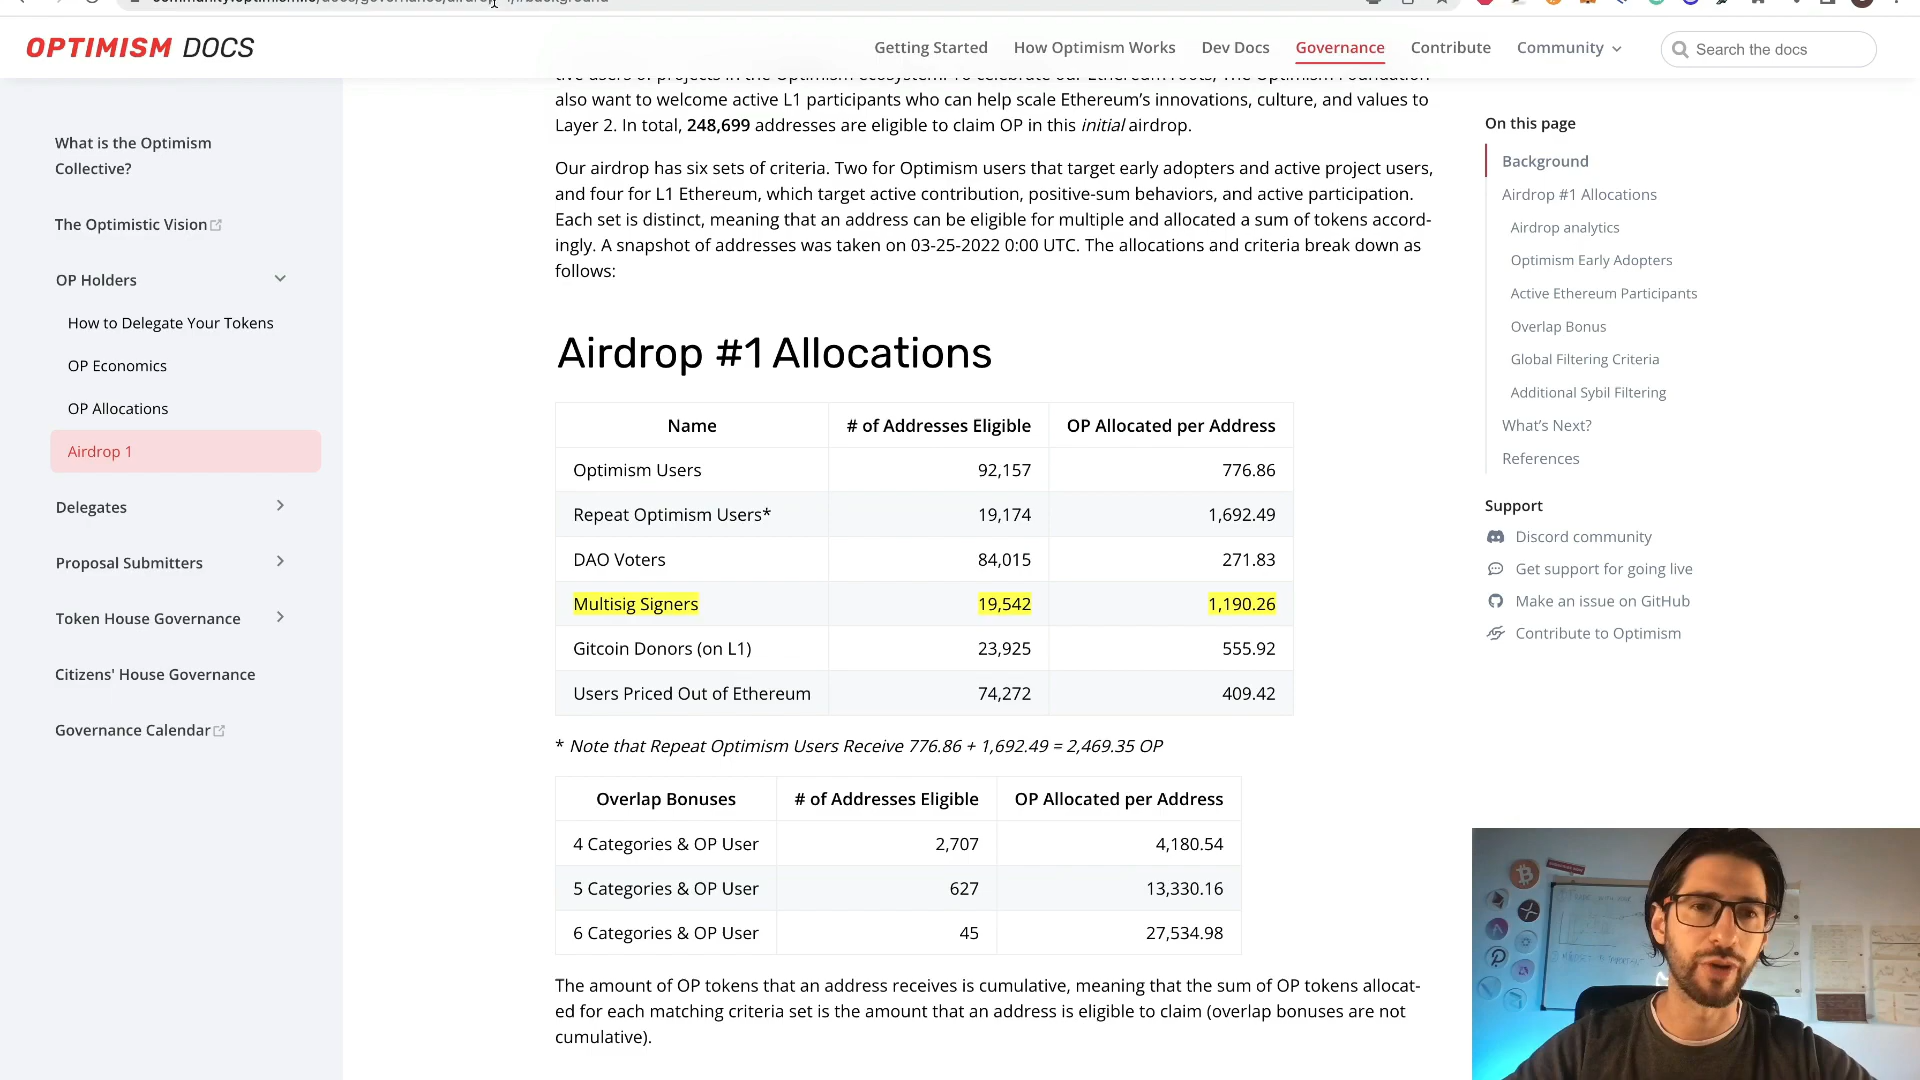 OPTIMISM DOCS
Getting Started
How Optimism Works
Dev Docs
Governance
Contribute
Community
Search the docs
What is the Optimism
Collective?
The Optimistic Vision
OP Holders
How to Delegate Your Tokens
OP Economics
OP Allocations
Airdrop 1
Delegates
Proposal Submitters
Token House Governance
Citizens' House Governance
Governance Calendar
tive users of projects in the Optimism ecosystem. To celebrate our Ethereum roots, The Optimism Foundation
also want to welcome active L1 participants who can help scale Ethereum's innovations, culture, and values to
Layer 2. In total, 248,699 addresses are eligible to claim OP in this initial airdrop.
Our airdrop has six sets of criteria. Two for Optimism users that target early adopters and active project users,
and four for L1 Ethereum, which target active contribution, positive-sum behaviors, and active participation.
Each set is distinct, meaning that an address can be eligible for multiple and allocated a sum of tokens accord-
ingly. A snapshot of addresses was taken on 03-25-2022 0:00 UTC. The allocations and criteria break down as
follows:
Airdrop #1 Allocations
Name # of Addresses Eligible OP Allocated per Address
Optimism Users 92,157 776.86
Repeat Optimism Users* 19,174 1,692.49
DAO Voters 84,015 271.83
Multisig Signers 19,542 1,190.26
Gitcoin Donors (on L1) 23,925 555.92
Users Priced Out of Ethereum 74,272 409.42
* Note that Repeat Optimism Users Receive 776.86 + 1,692.49 = 2,469.35 OP
Overlap Bonuses # of Addresses Eligible OP Allocated per Address
4 Categories & OP User 2,707 4,180.54
5 Categories & OP User 627 13,330.16
6 Categories & OP User 45 27,534.98
The amount of OP tokens that an address receives is cumulative, meaning that the sum of OP tokens allocat-
ed for each matching criteria set is the amount that an address is eligible to claim (overlap bonuses are not
cumulative).
On this page
Background
Airdrop #1 Allocations
Airdrop analytics
Optimism Early Adopters
Active Ethereum Participants
Overlap Bonus
Global Filtering Criteria
Additional Sybil Filtering
What's Next?
References
Support
Discord community
Get support for going live
Make an issue on GitHub
Contribute to Optimism